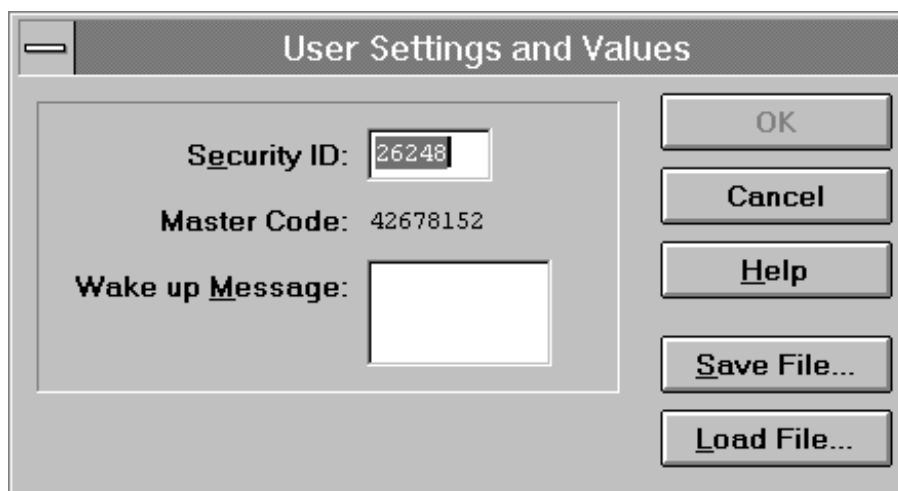 User Settings and Values
Security ID: 26248
Master Code: 42678152
Wake up Message:
OK
Cancel
Help
Save File...
Load File...